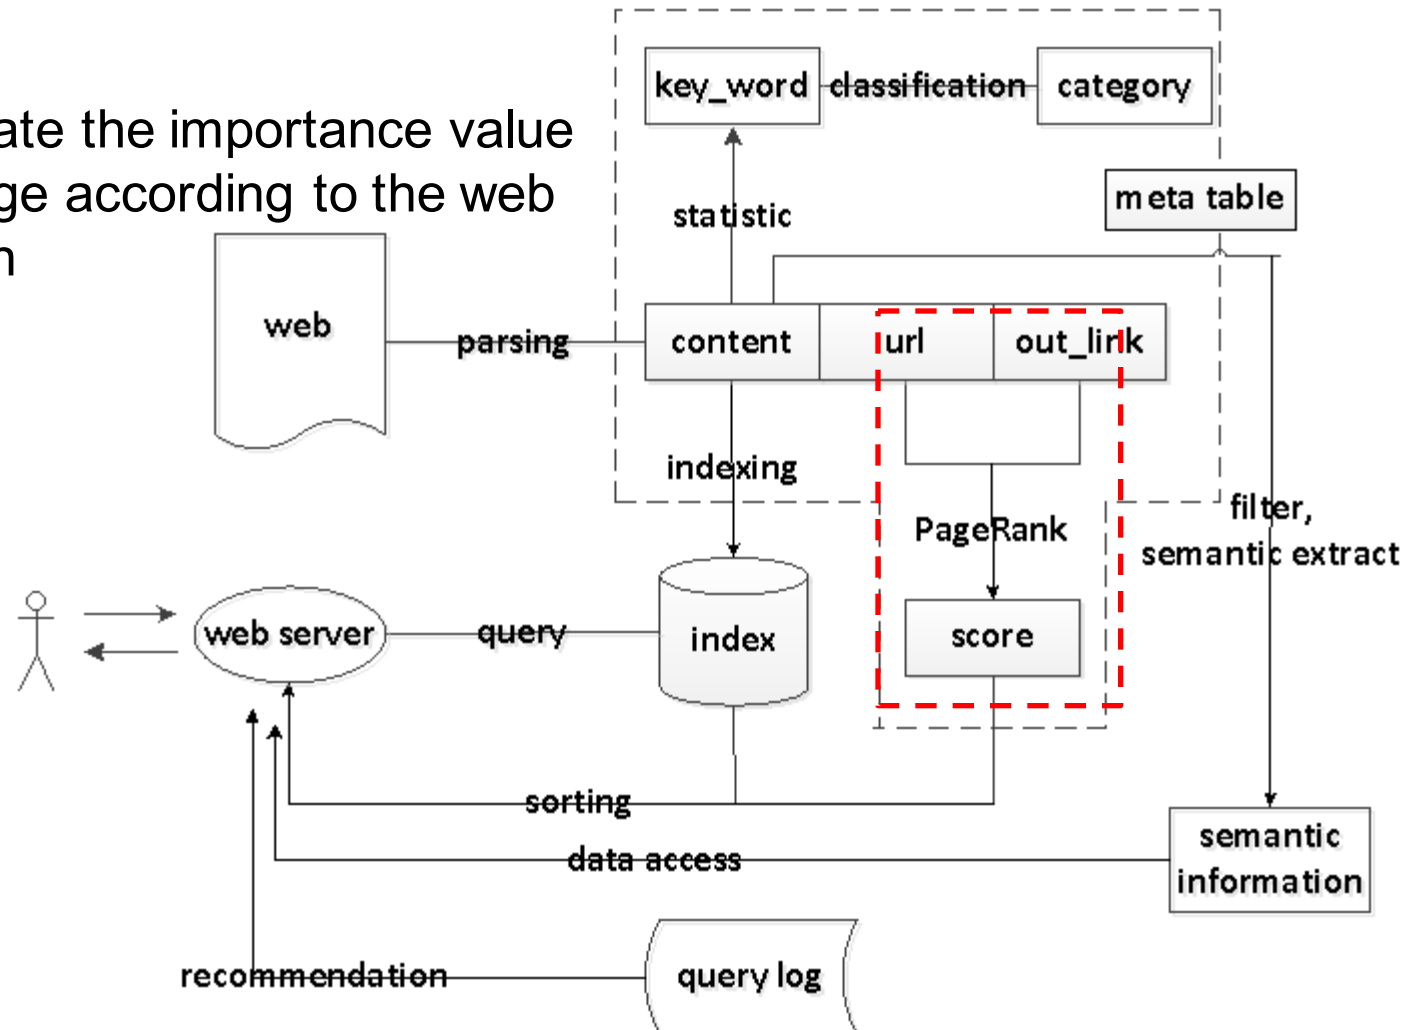 key_word classification category
ate the importance value
ge according to the web
n
meta table
statistic
web
parsing
content url out_link
indexing
filter,
semantic extract
PageRank
web server
query
index
score
sorting
semantic
information
data access
recommendation
query log